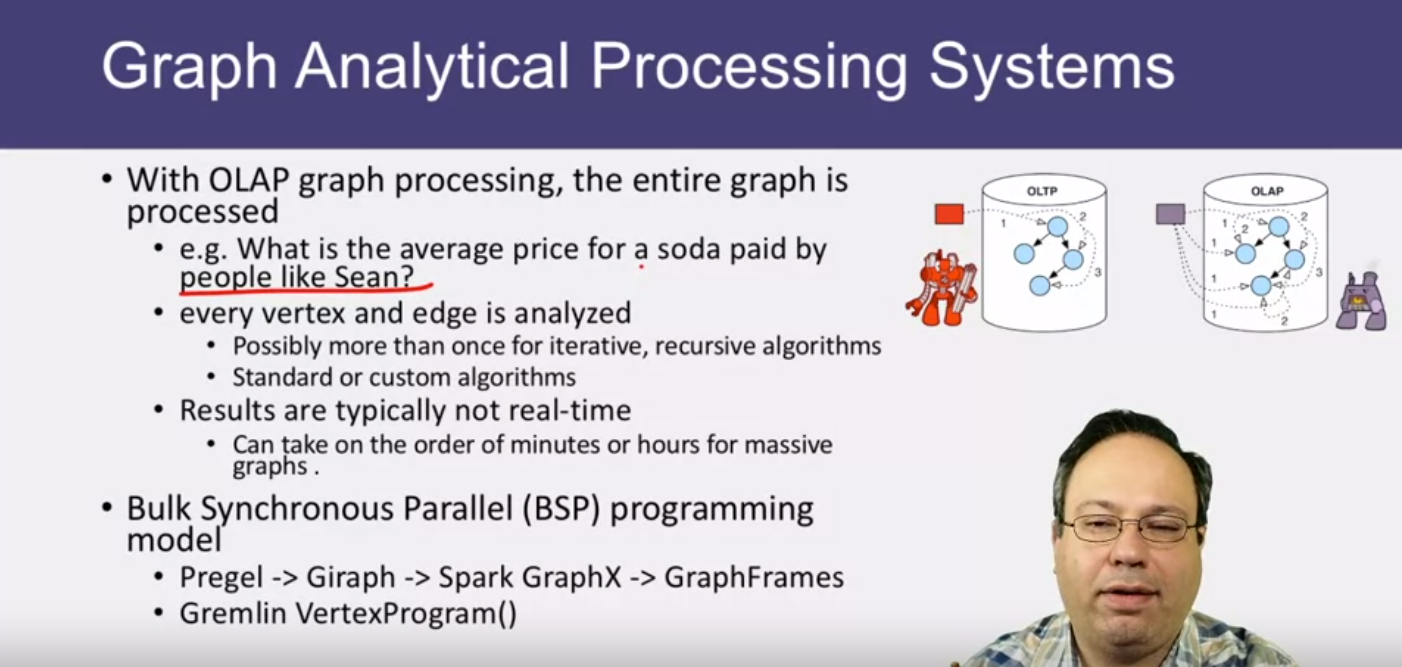 Graph Analytical Processing Systems
• With OLAP graph processing, the entire graph is
processed
• e.g. What is the average price for a soda paid by
people like Sean?
• every vertex and edge is analyzed
• Possibly more than once for iterative, recursive algorithms
• Standard or custom algorithms
• Results are typically not real-time
• Can take on the order of minutes or hours for massive
graphs .
• Bulk Synchronous Parallel (BSP) programming
model
• Pregel -> Giraph -> Spark GraphX -> GraphFrames
• Gremlin VertexProgram()
OLTP
1
2
3
OLAP
1
2
2
1
3
1
1
2